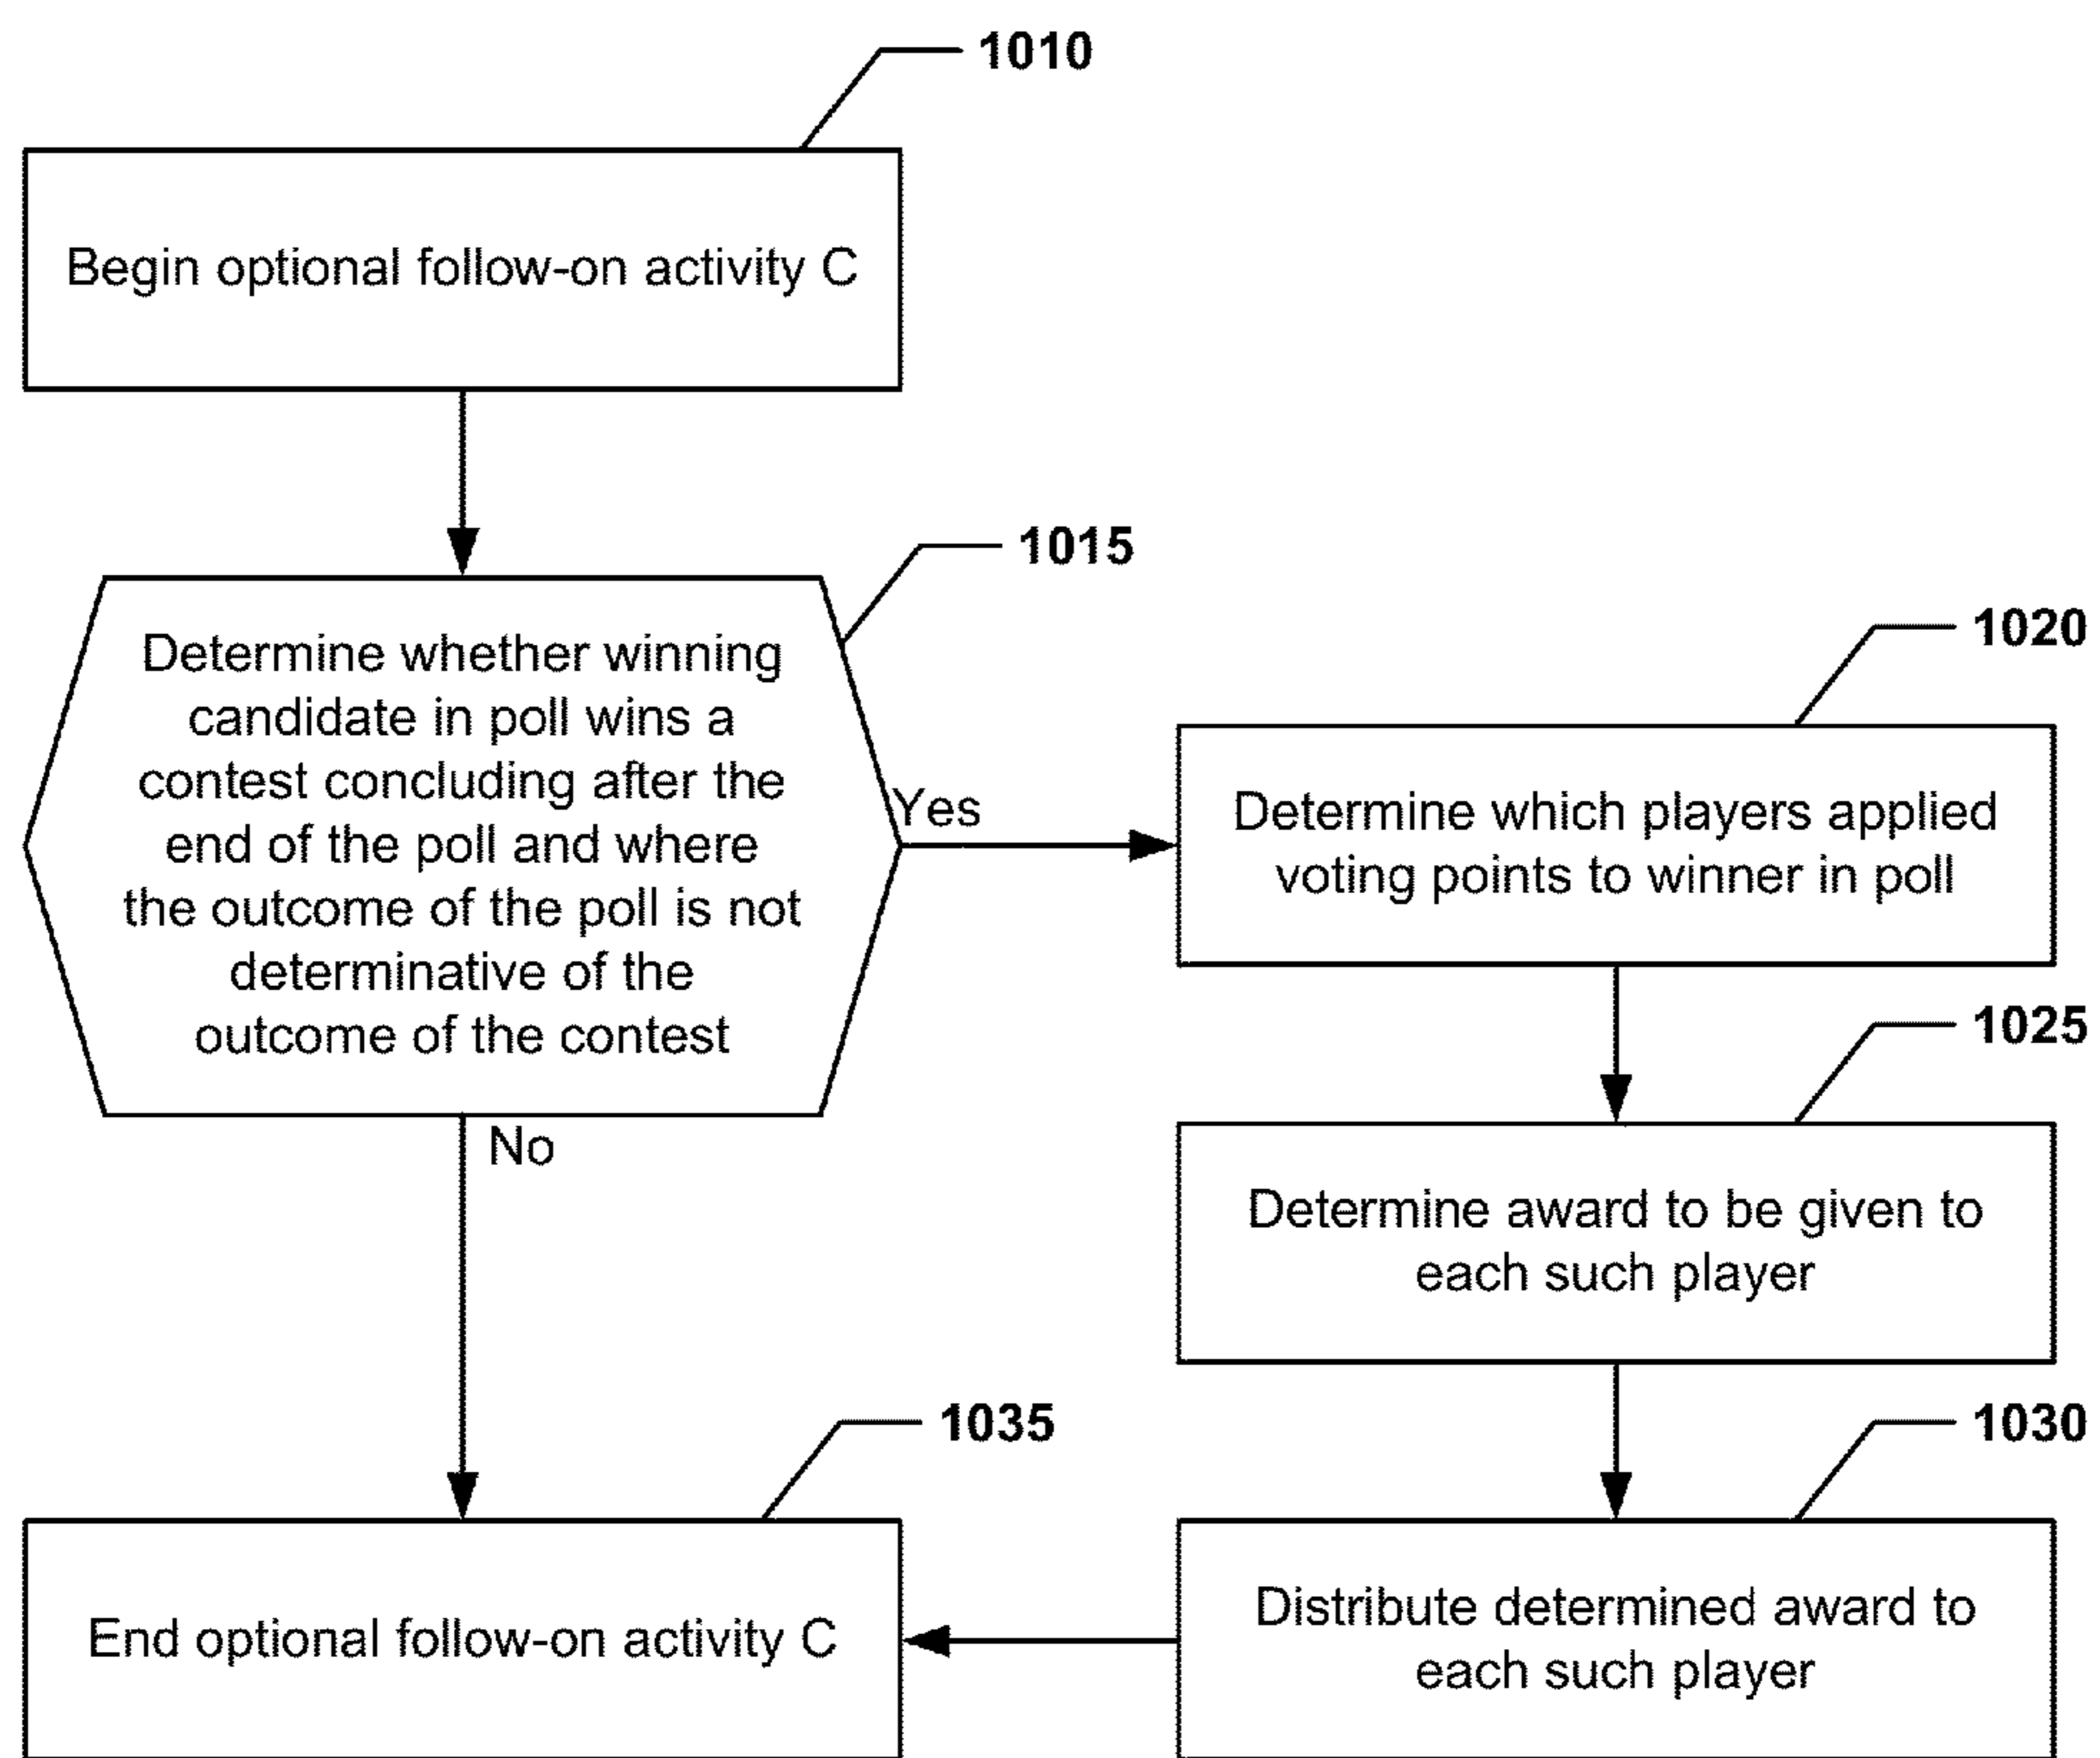 1010
Begin optional follow-on activity C
1015
Determine whether winning
candidate in poll wins a
contest concluding after the
end of the poll and where
the outcome of the poll is not
determinative of the
outcome of the contest
Yes
No
1020
Determine which players applied
voting points to winner in poll
1025
Determine award to be given to
each such player
1030
Distribute determined award to
each such player
1035
End optional follow-on activity C